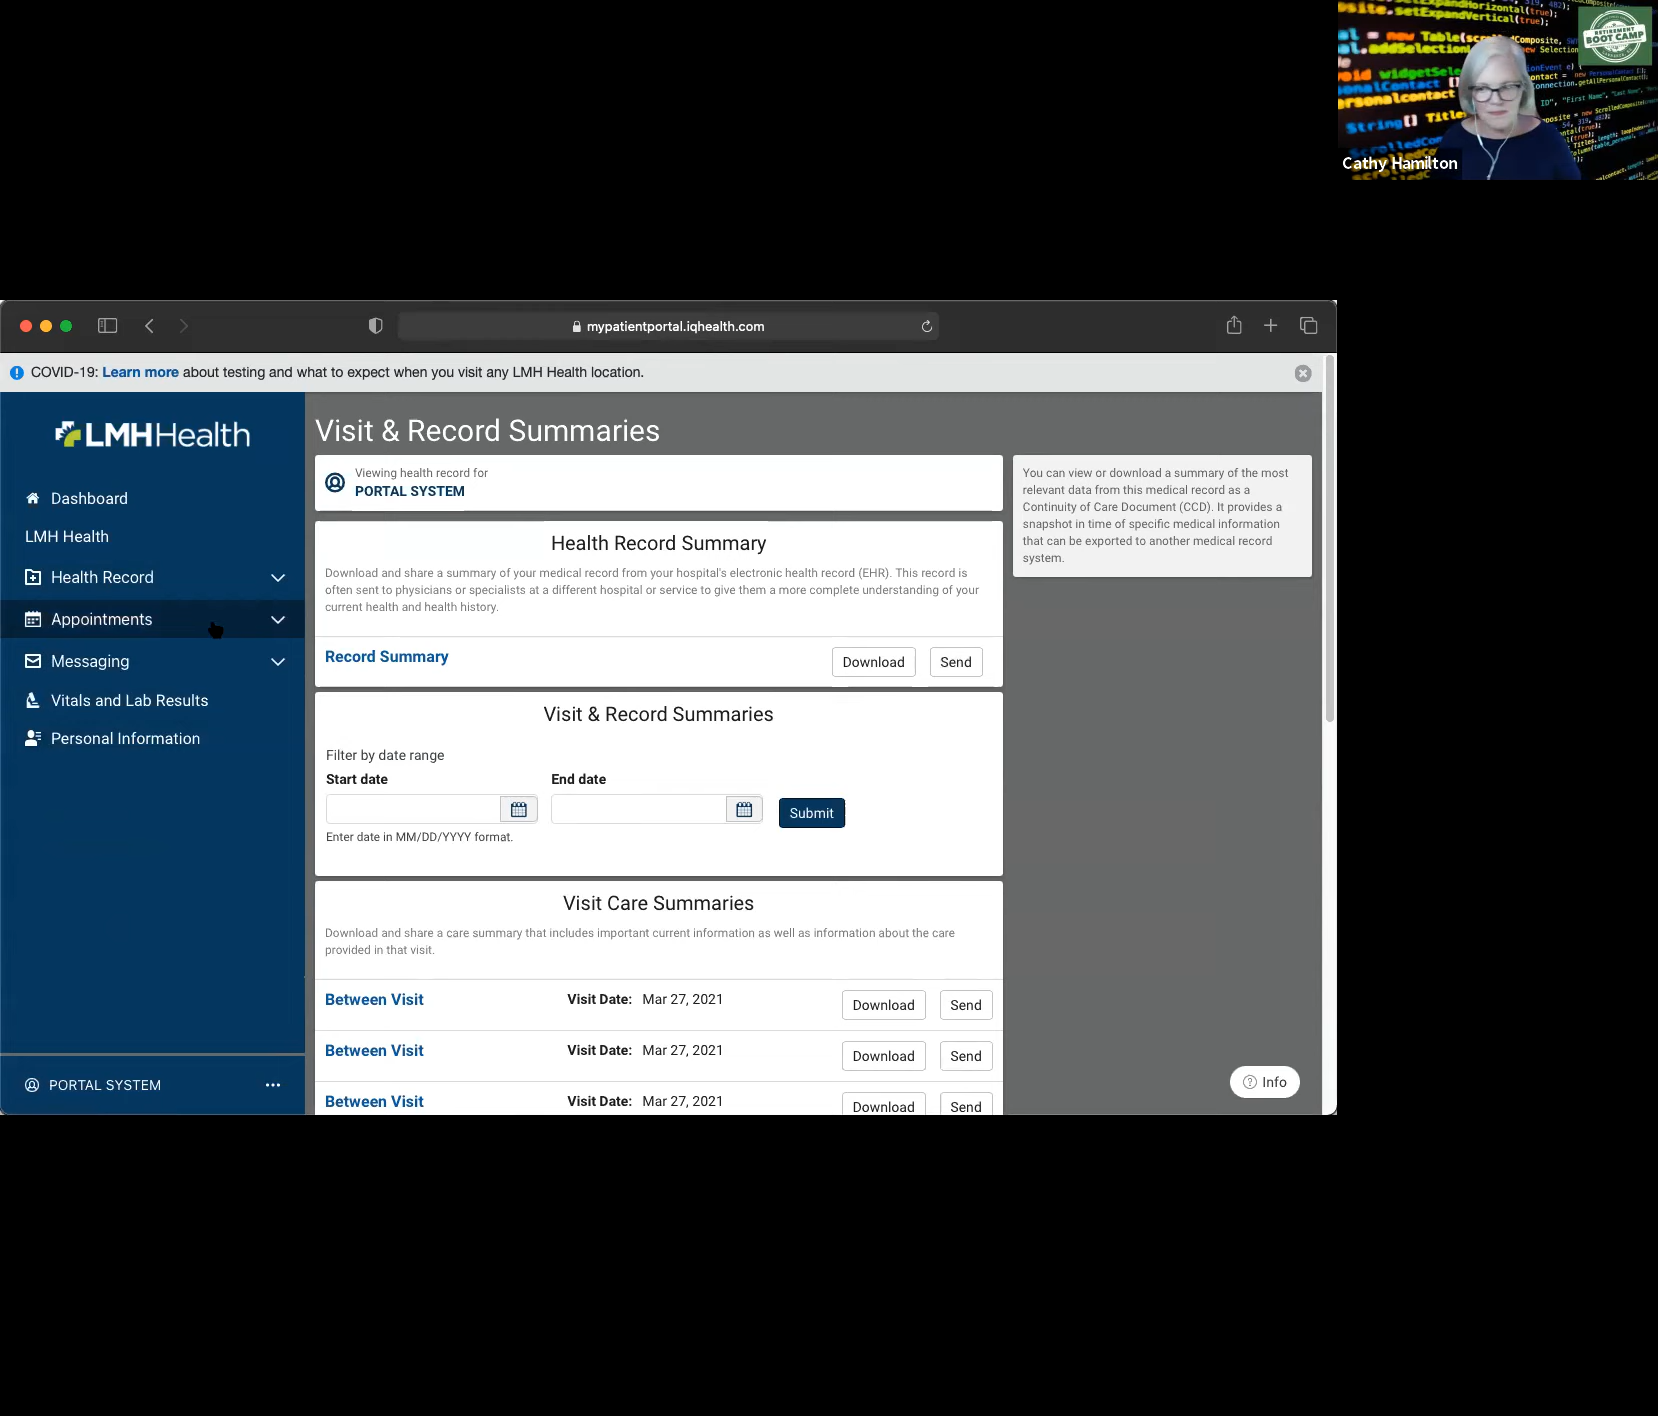 RETIREMENT
BOOT CAMP
Cathy Hamilton
mypatientportal.iqhealth.com
COVID-19: Learn more about testing and what to expect when you visit any LMH Health location.
LMHHealth
Dashboard
LMH Health
Health Record
Appointments
Messaging
Vitals and Lab Results
Personal Information
PORTAL SYSTEM
Visit & Record Summaries
Viewing health record for
PORTAL SYSTEM
Health Record Summary
Download and share a summary of your medical record from your hospital's electronic health record (EHR). This record is
often sent to physicians or specialists at a different hospital or service to give them a more complete understanding of your
current health and health history.
Record Summary Download Send
Visit & Record Summaries
Filter by date range
Start date End date
Submit
Enter date in MM/DD/YYYY format.
Visit Care Summaries
Download and share a care summary that includes important current information as well as information about the care
provided in that visit.
Between Visit Visit Date: Mar 27, 2021 Download Send
Between Visit Visit Date: Mar 27, 2021 Download Send
Between Visit Visit Date: Mar 27, 2021 Download Send
You can view or download a summary of the most
relevant data from this medical record as a
Continuity of Care Document (CCD). It provides a
snapshot in time of specific medical information
that can be exported to another medical record
system.
Info